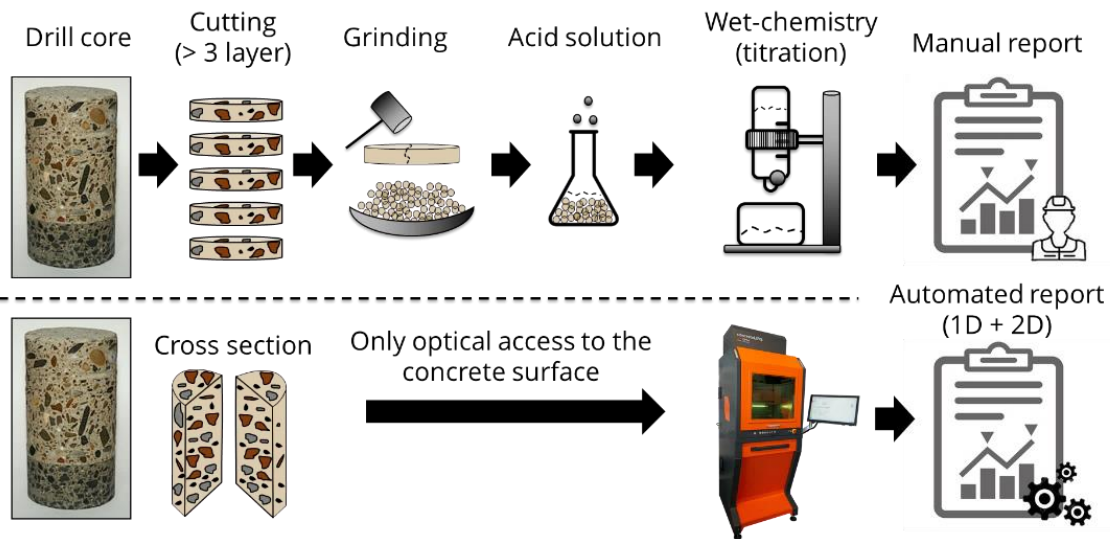 Drill core
Cutting
(> 3 layer)
Grinding
Acid solution
Wet-chemistry
(titration)
Manual report
Automated report
(1D + 2D)
Cross section
Only optical access to the
concrete surface